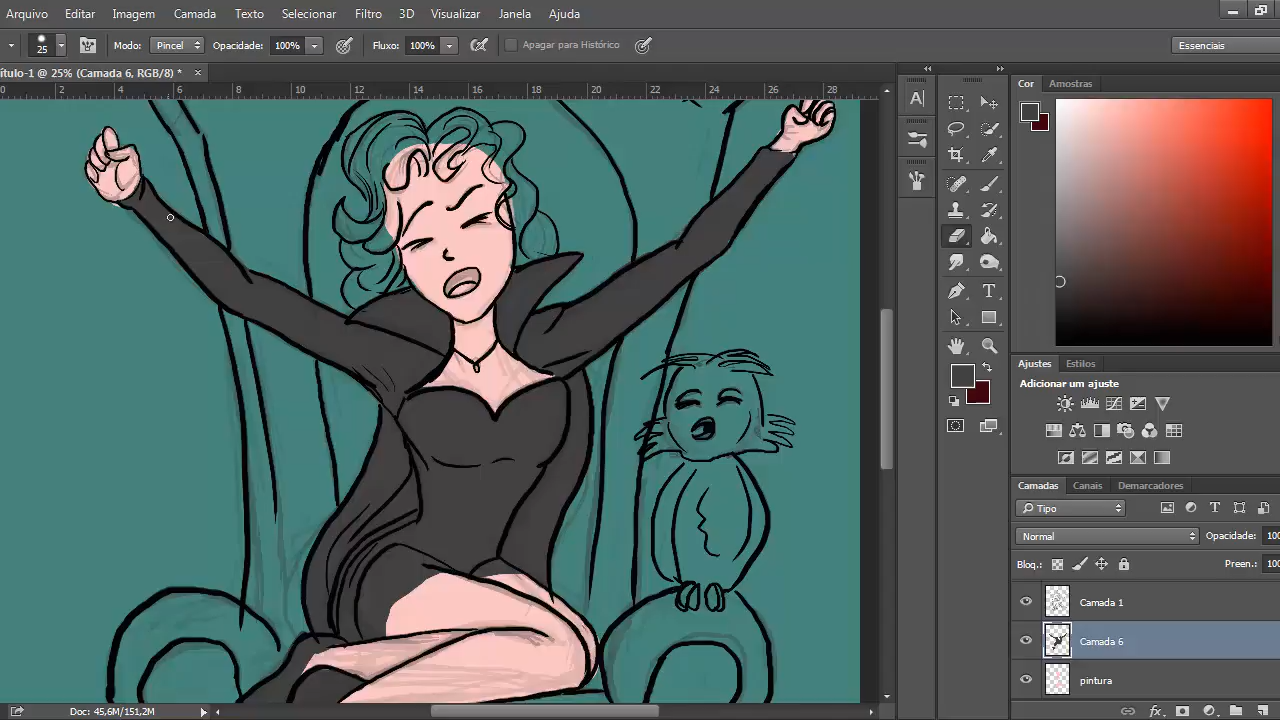 Arquivo Editar Imagem Camada Texto Selecionar Filtro 3D Visualizar Janela Ajuda
25 Modo: Pincel Opacidade: 100% Fluxo: 100% Apagar para Histórico Essenciais
ítulo-1 @ 25% (Camada 6, RGB/8) * ×
0 2 4 6 8 10 12 14 16 18 20 22 24 26 28
A
Cor Amostras
T
Ajustes Estilos
Adicionar um ajuste
Camadas Canais Demarcadores
Tipo T
Normal Opacidade: 100
Bloq.: Preen.: 100
Camada 1
Camada 6
pintura
fx
Doc: 45,6M/151,2M